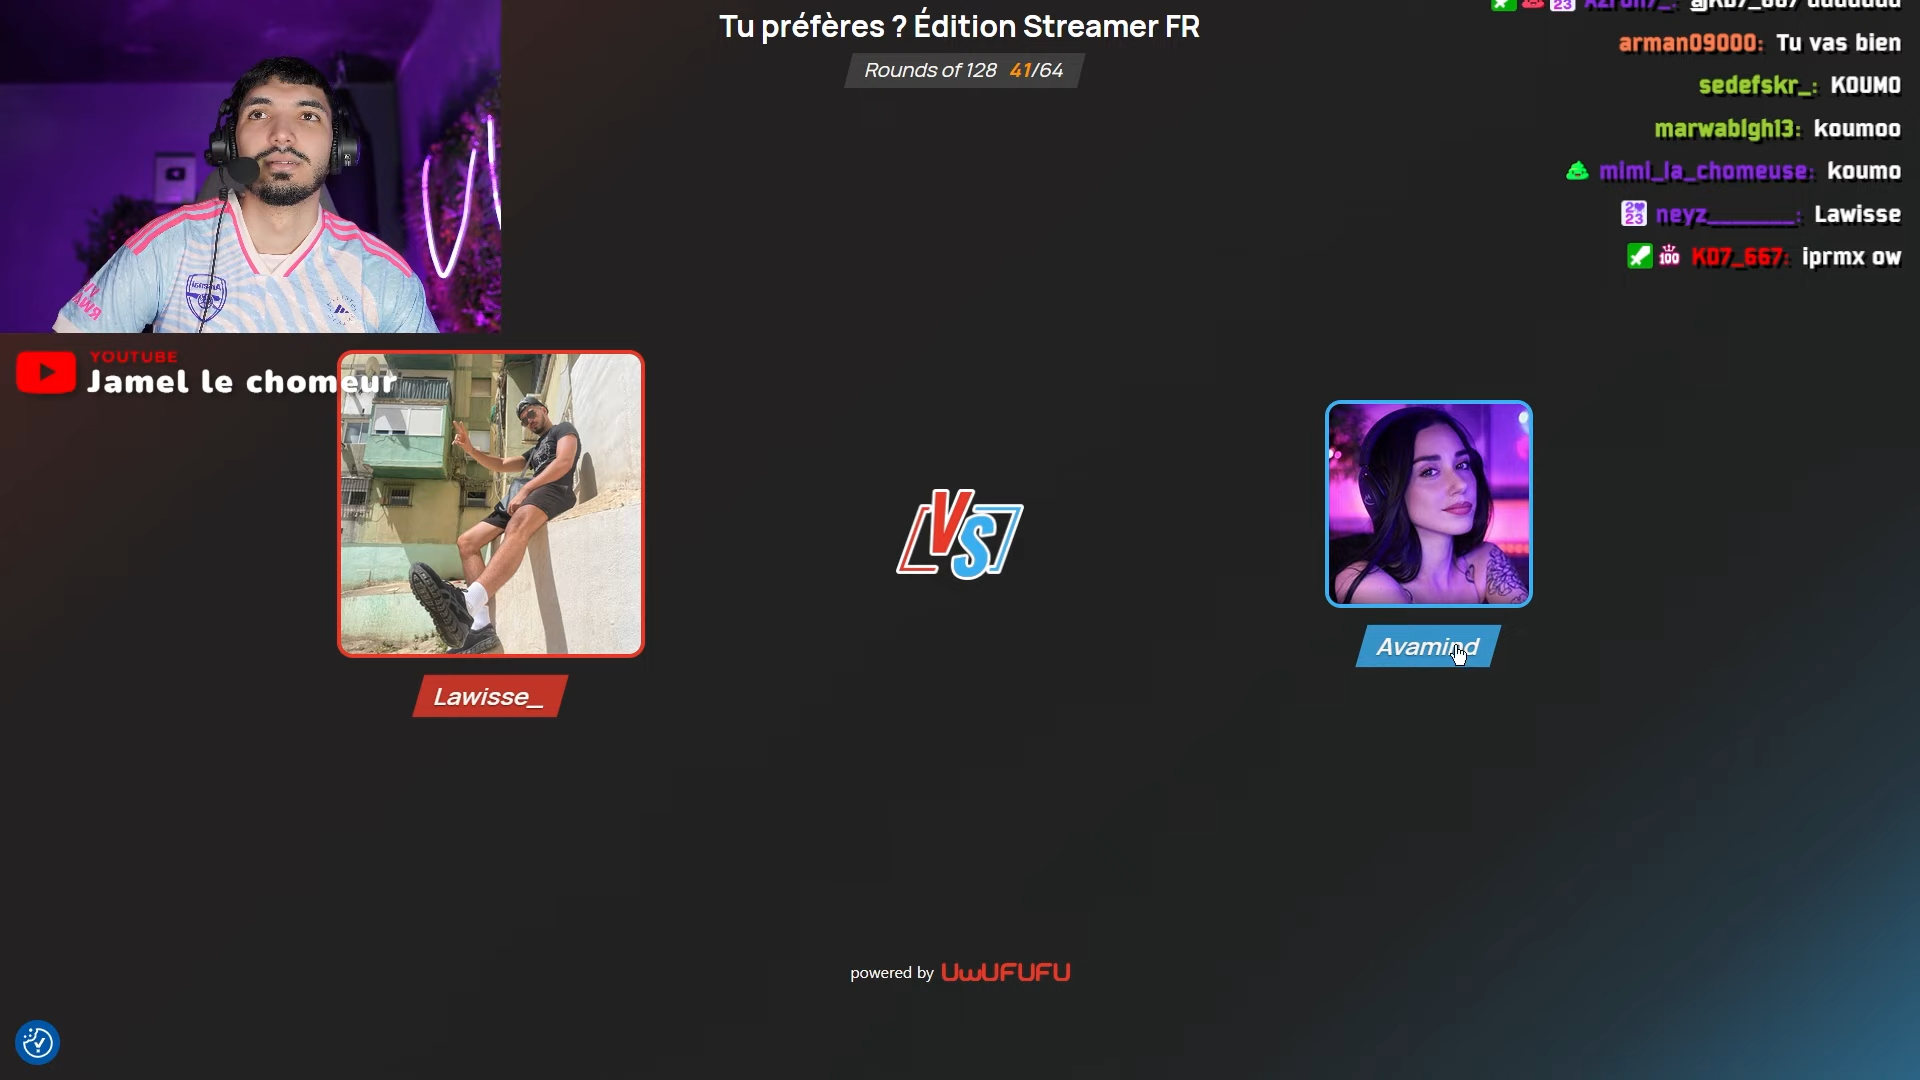 Tu préfères ? Édition Streamer FR
Rounds of 128 41/64
arman09000: Tu vas bien
sedefskr_: KOUMO
marwablgh13: koumoo
mimi_la_chomeuse: koumo
neyz_______: Lawisse
KD7_667: iprmx ow
YOUTUBE
Jamel le chomeur
VS
Lawisse_
Avamind
powered by UwUFUFU